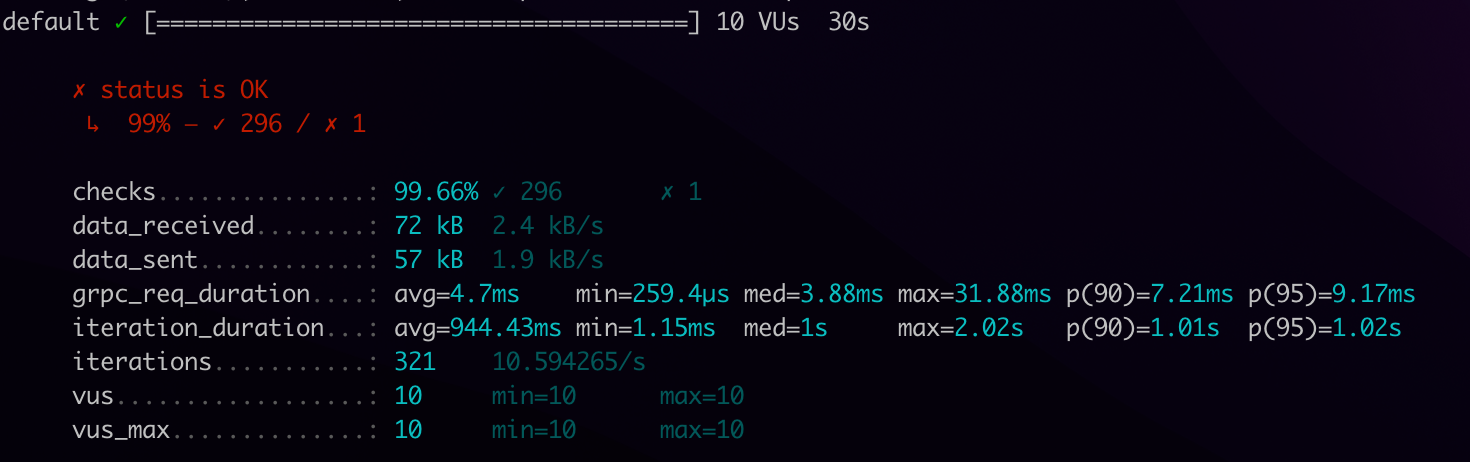 default ✓ [======================================] 10 VUs  30s
✗ status is OK
↳  99% — ✓ 296 / ✗ 1
checks...............: 99.66% ✓ 296       ✗ 1
data_received........: 72 kB  2.4 kB/s
data_sent............: 57 kB  1.9 kB/s
grpc_req_duration....: avg=4.7ms    min=259.4µs med=3.88ms max=31.88ms p(90)=7.21ms p(95)=9.17ms
iteration_duration...: avg=944.43ms min=1.15ms  med=1s     max=2.02s   p(90)=1.01s  p(95)=1.02s
iterations...........: 321    10.594265/s
vus..................: 10     min=10      max=10
vus_max..............: 10     min=10      max=10